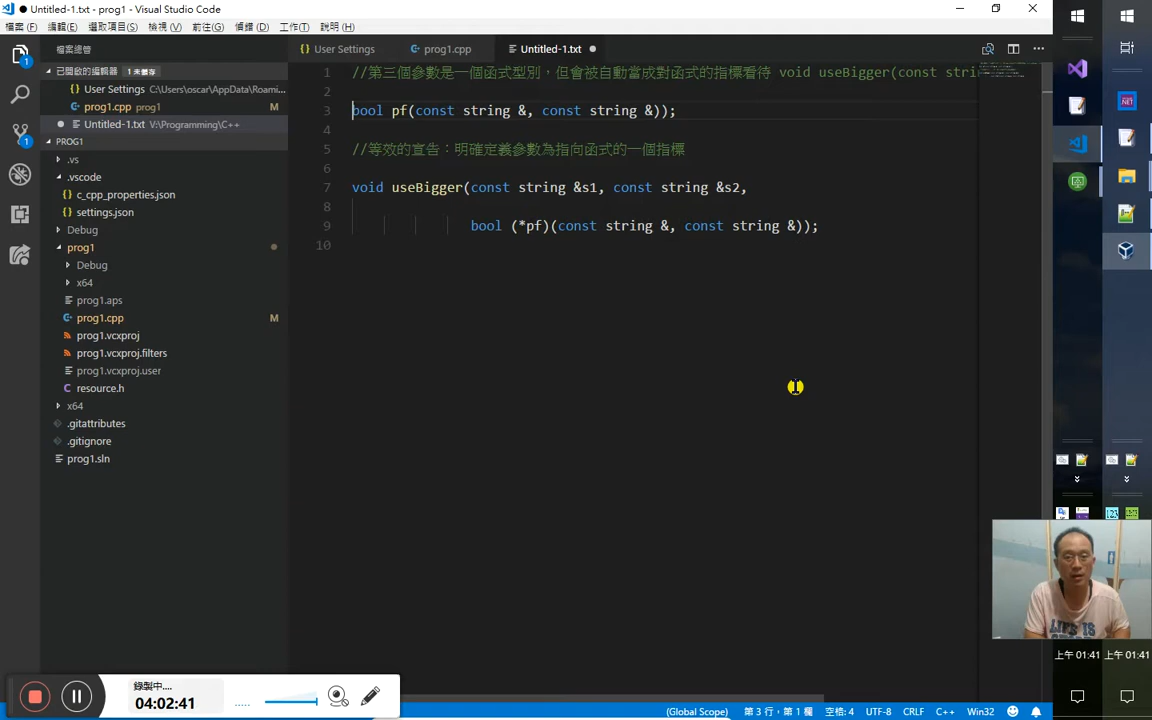 ● Untitled-1.txt - prog1 - Visual Studio Code
檔案(F) 編輯(E) 選取項目(S) 檢視(V) 前往(G) 偵錯(D) 工作(T) 說明(H)
檔案總管
User Settings
prog1.cpp
Untitled-1.txt
已開啟的編輯器 1 未儲存
User Settings C:\Users\oscar\AppData\Roami...
prog1.cpp prog1 M
Untitled-1.txt V:\Programming\C++
PROG1
.vs
.vscode
c_cpp_properties.json
settings.json
Debug
prog1
Debug
x64
prog1.aps
prog1.cpp M
prog1.vcxproj
prog1.vcxproj.filters
prog1.vcxproj.user
resource.h
x64
.gitattributes
.gitignore
prog1.sln
1 //第三個參數是一個函式型別，但會被自動當成對函式的指標看待 void useBigger(const stri
2
3 bool pf(const string &, const string &));
4
5 //等效的宣告：明確定義參數為指向函式的一個指標
6
7 void useBigger(const string &s1, const string &s2,
8
9 bool (*pf)(const string &, const string &));
10
錄製中....
04:02:41
(Global Scope) 第 3 行，第 1 欄 空格: 4 UTF-8 CRLF C++ Win32
上午 01:41
上午 01:41